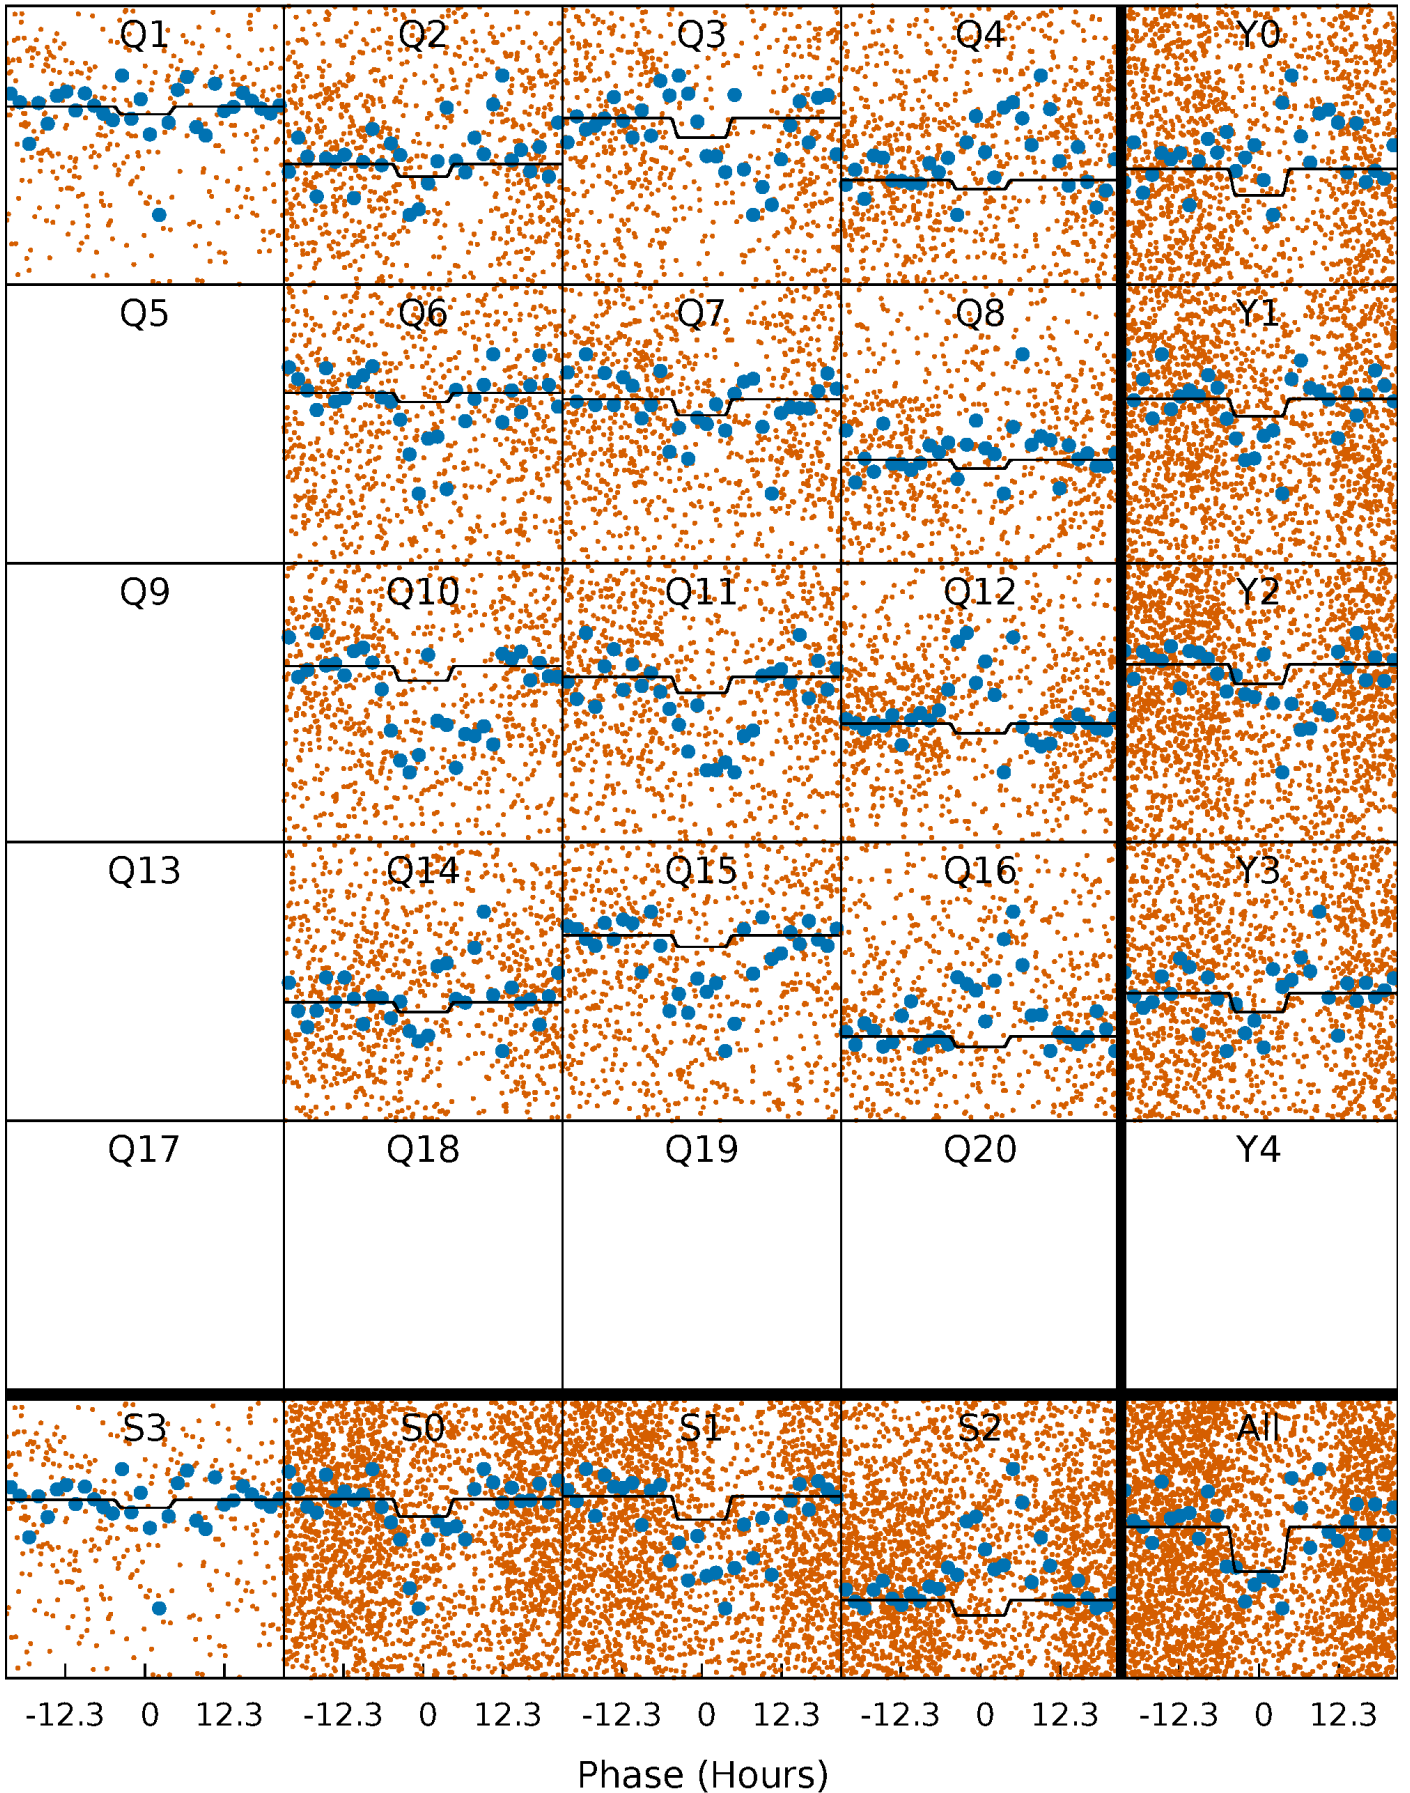 Q1 Q2 Q3 Q4 Y0
Q5 Q6 Q7 Q8 Y1
Q9 Q10 Q11 Q12 Y2
Q13 Q14 Q15 Q16 Y3
Q17 Q18 Q19 Q20 Y4
S3 S0 S1 S2 All
-12.3 0 12.3 -12.3 0 12.3 -12.3 0 12.3 -12.3 0 12.3 -12.3 0 12.3
Phase (Hours)